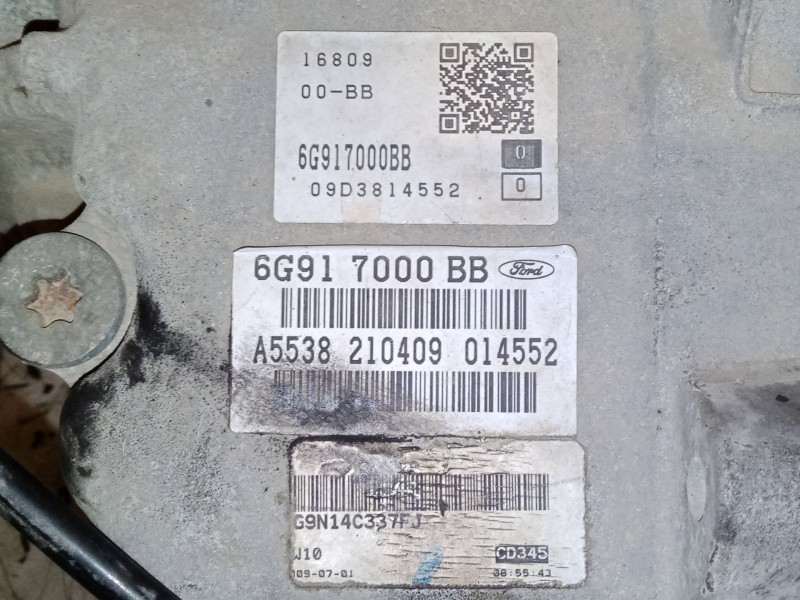 16809
00-BB
6G917000BB
0
09D3814552
0
6G91 7000 BB Ford
A5538 210409 014552
G9N14C337FJ
W10
CD345
009-07-01
08:55:43